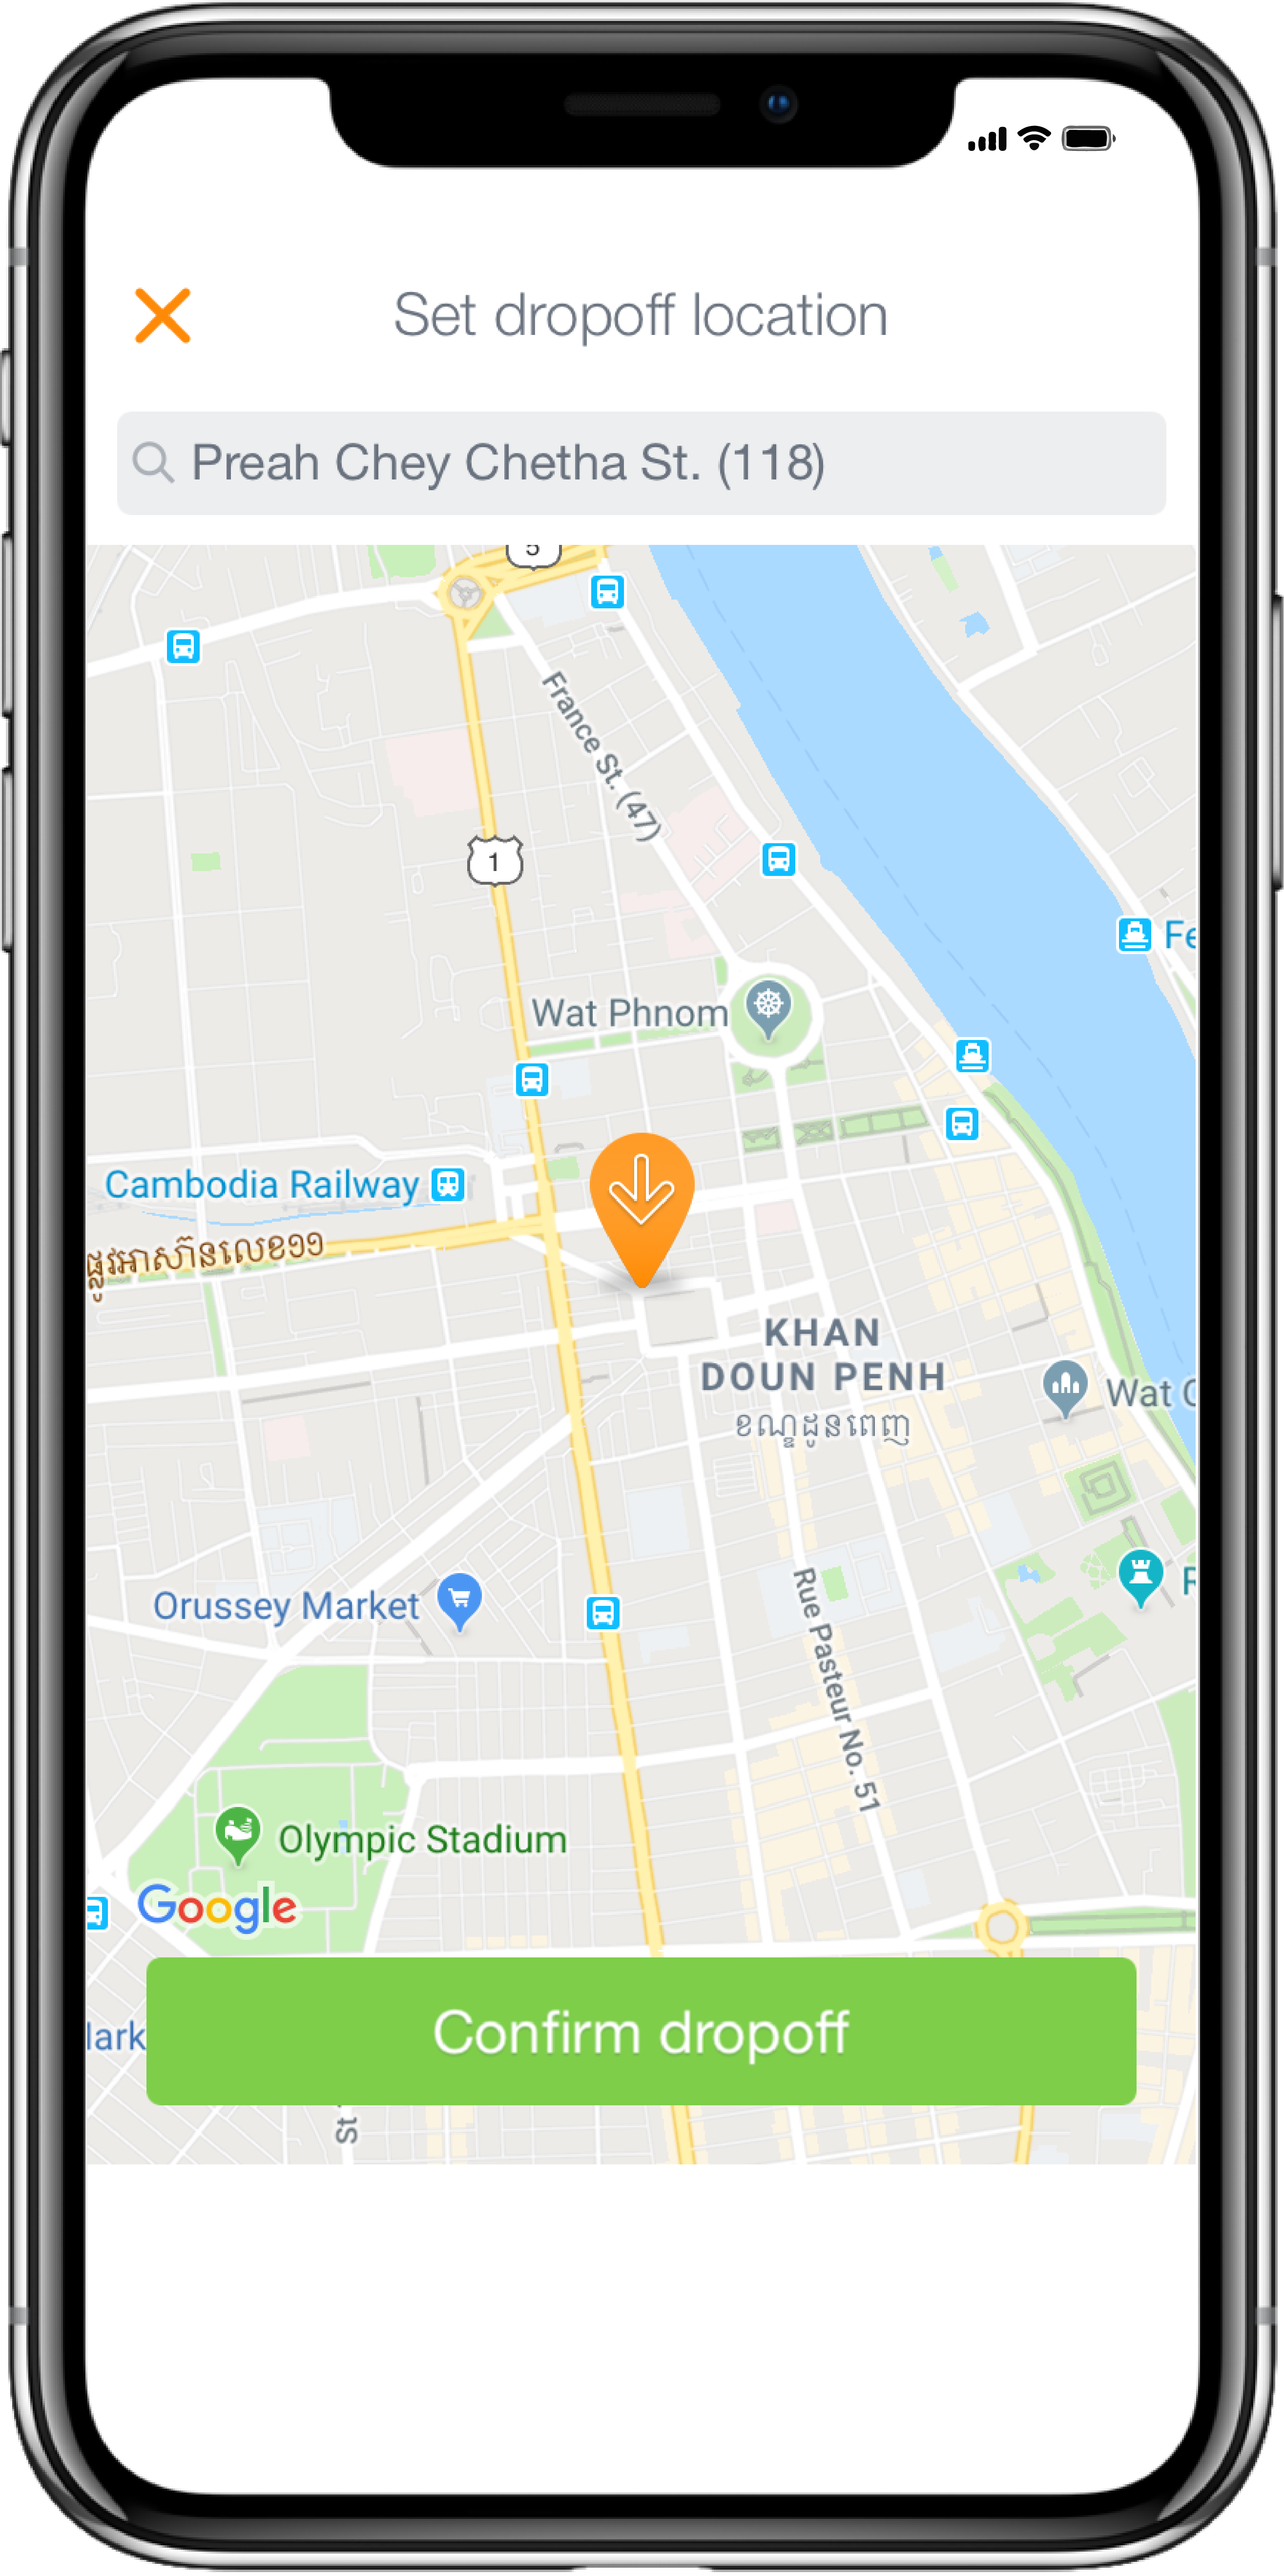 Set dropoff location
Preah Chey Chetha St. (118)
5
France St. (47)
1
Fe
Wat Phnom
Cambodia Railway
ផ្លូវអាស៊ានលេខ១១
KHAN
DOUN PENH
ខណ្ឌដូនពេញ
Wat C
Orussey Market
R
Rue Pasteur No. 51
Olympic Stadium
Google
Confirm dropoff
lark
St